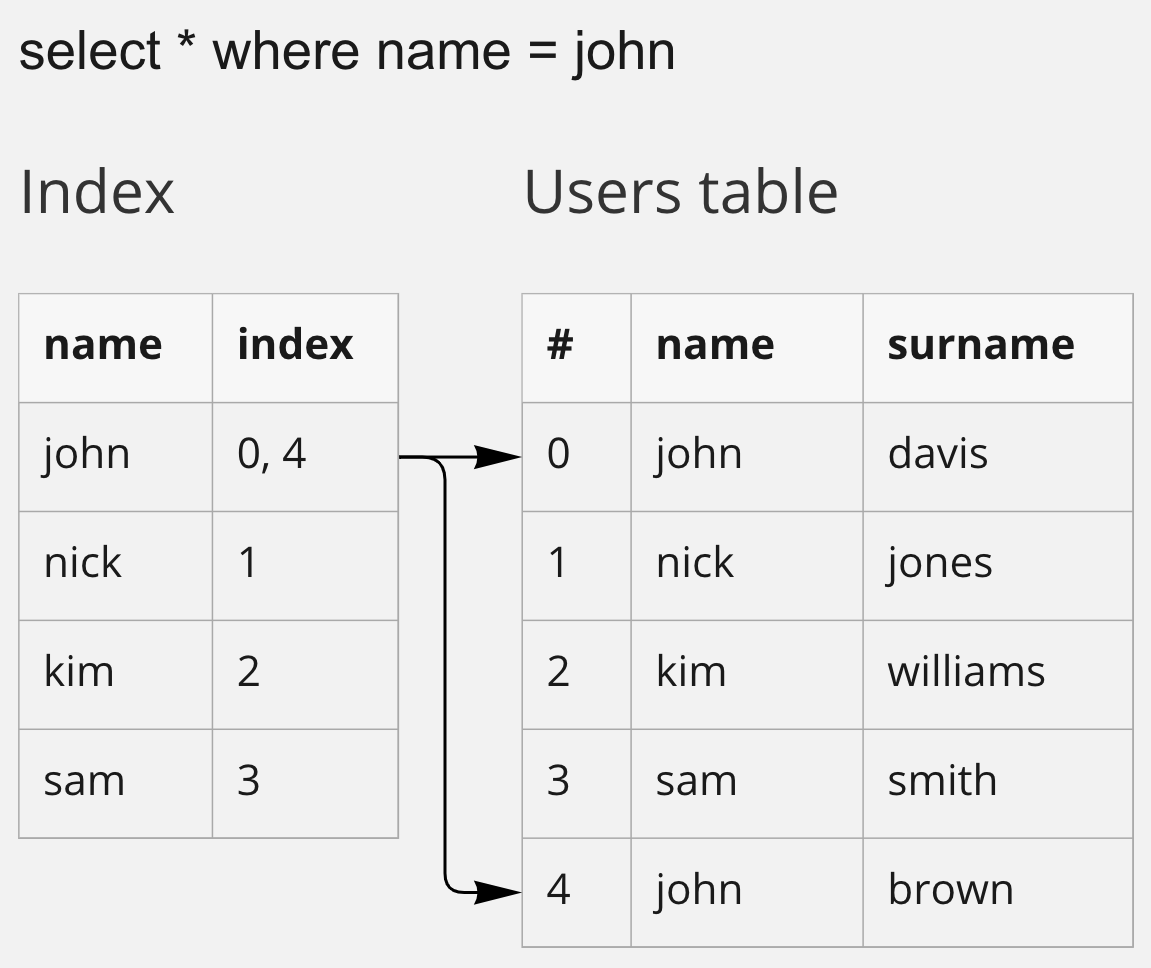 select * where name = john
Index
Users table
name index
john 0, 4
nick 1
kim 2
sam 3
# name surname
0 john davis
1 nick jones
2 kim williams
3 sam smith
4 john brown